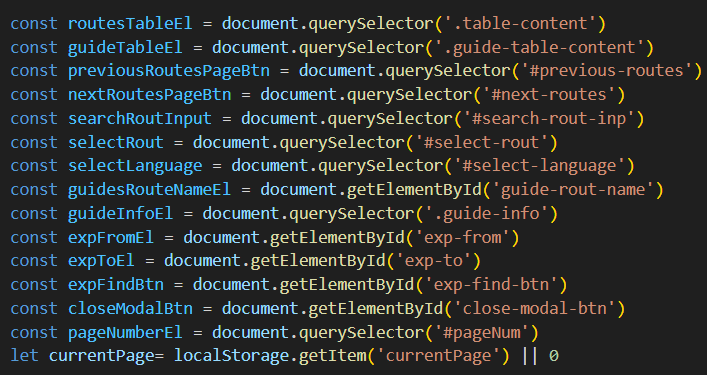 const routesTableEl = document.querySelector('.table-content')
const guideTableEl = document.querySelector('.guide-table-content')
const previousRoutesPageBtn = document.querySelector('#previous-routes')
const nextRoutesPageBtn = document.querySelector('#next-routes')
const searchRoutInput = document.querySelector('#search-rout-inp')
const selectRout = document.querySelector('#select-rout')
const selectLanguage = document.querySelector('#select-language')
const guidesRouteNameEl = document.getElementById('guide-rout-name')
const guideInfoEl = document.querySelector('.guide-info')
const expFromEl = document.getElementById('exp-from')
const expToEl = document.getElementById('exp-to')
const expFindBtn = document.getElementById('exp-find-btn')
const closeModalBtn = document.getElementById('close-modal-btn')
const pageNumberEl = document.querySelector('#pageNum')
let currentPage= localStorage.getItem('currentPage') || 0